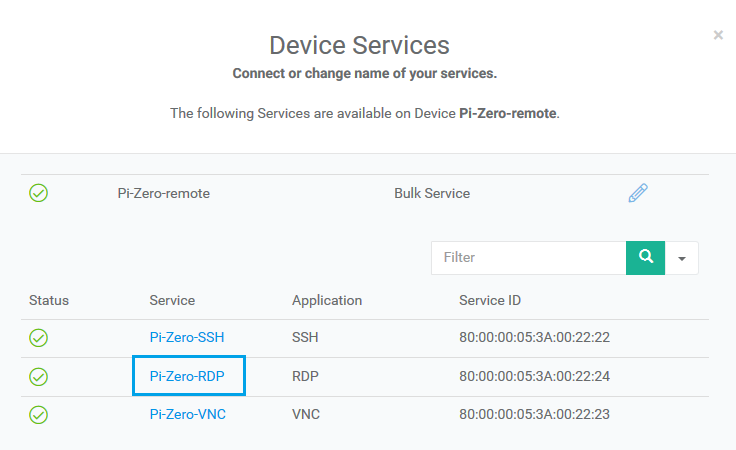 ×
Device Services
Connect or change name of your services.
The following Services are available on Device Pi-Zero-remote.
Pi-Zero-remote Bulk Service
Filter
Status Service Application Service ID
Pi-Zero-SSH SSH 80:00:00:05:3A:00:22:22
Pi-Zero-RDP RDP 80:00:00:05:3A:00:22:24
Pi-Zero-VNC VNC 80:00:00:05:3A:00:22:23